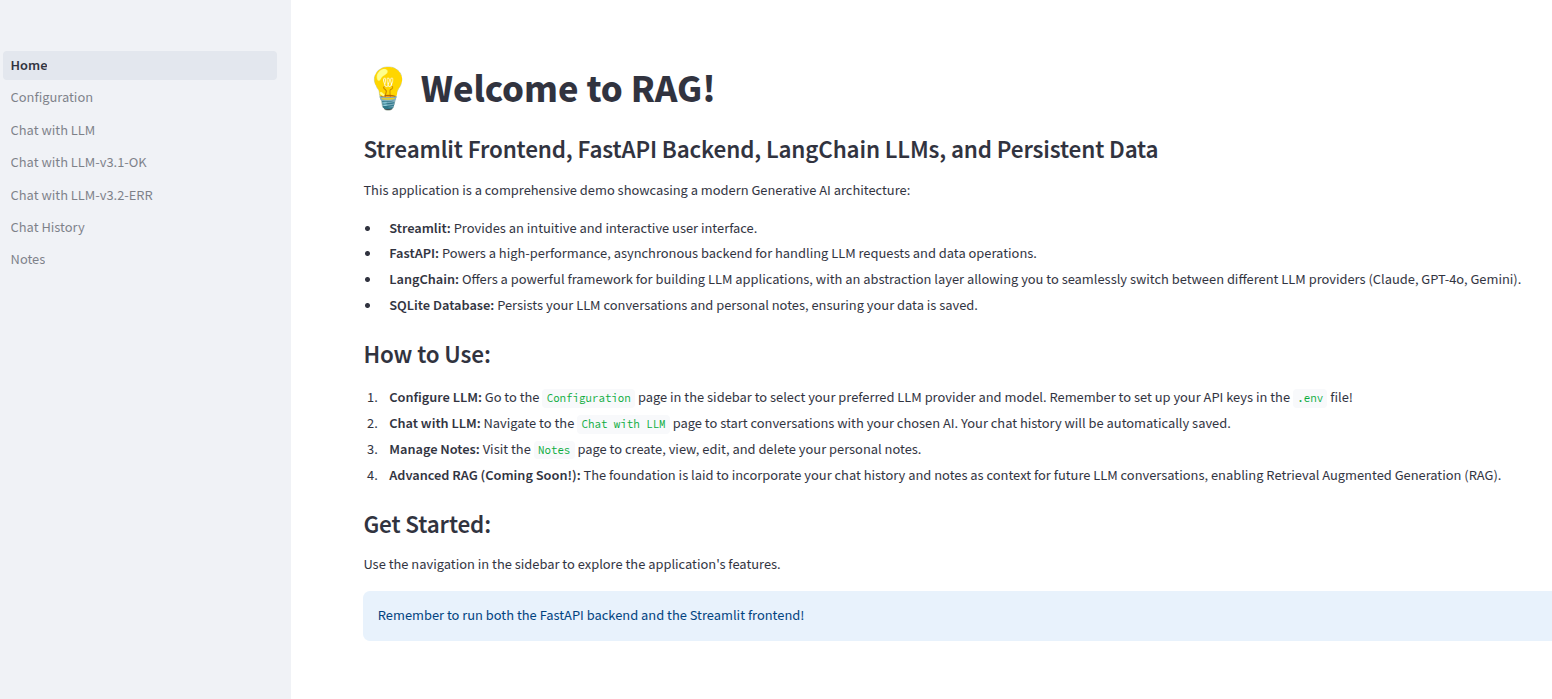 Home
Configuration
Chat with LLM
Chat with LLM-v3.1-OK
Chat with LLM-v3.2-ERR
Chat History
Notes
Welcome to RAG!
Streamlit Frontend, FastAPI Backend, LangChain LLMs, and Persistent Data
This application is a comprehensive demo showcasing a modern Generative AI architecture:
• Streamlit: Provides an intuitive and interactive user interface.
• FastAPI: Powers a high-performance, asynchronous backend for handling LLM requests and data operations.
• LangChain: Offers a powerful framework for building LLM applications, with an abstraction layer allowing you to seamlessly switch between different LLM providers (Claude, GPT-4o, Gemini).
• SQLite Database: Persists your LLM conversations and personal notes, ensuring your data is saved.
How to Use:
1. Configure LLM: Go to the Configuration page in the sidebar to select your preferred LLM provider and model. Remember to set up your API keys in the .env file!
2. Chat with LLM: Navigate to the Chat with LLM page to start conversations with your chosen AI. Your chat history will be automatically saved.
3. Manage Notes: Visit the Notes page to create, view, edit, and delete your personal notes.
4. Advanced RAG (Coming Soon!): The foundation is laid to incorporate your chat history and notes as context for future LLM conversations, enabling Retrieval Augmented Generation (RAG).
Get Started:
Use the navigation in the sidebar to explore the application's features.
Remember to run both the FastAPI backend and the Streamlit frontend!